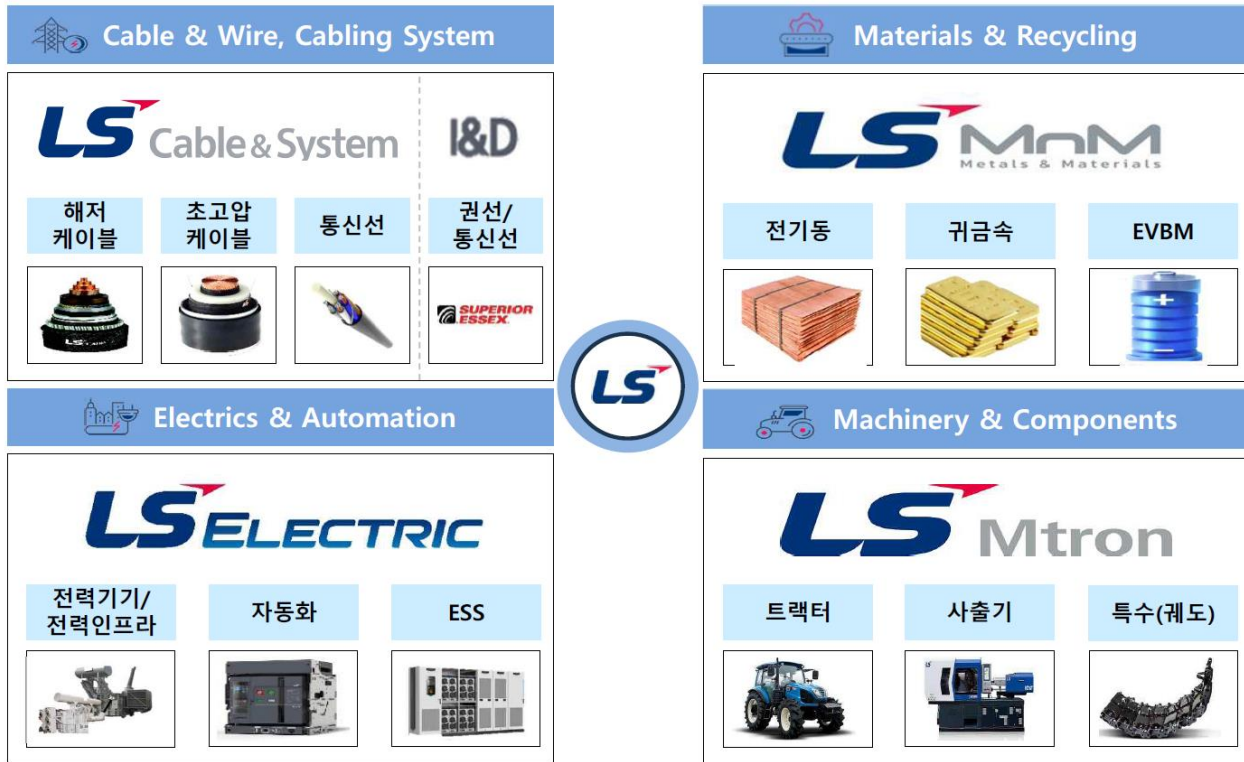 Cable & Wire, Cabling System
LS Cable & System
I&D
해저
케이블
초고압
케이블
통신선
권선/
통신선
SUPERIOR
ESSEX
Materials & Recycling
LS MnM
Metals & Materials
전기동
귀금속
EVBM
LS
Electrics & Automation
LS ELECTRIC
전력기기/
전력인프라
자동화
ESS
Machinery & Components
LS Mtron
트랙터
사출기
특수(궤도)